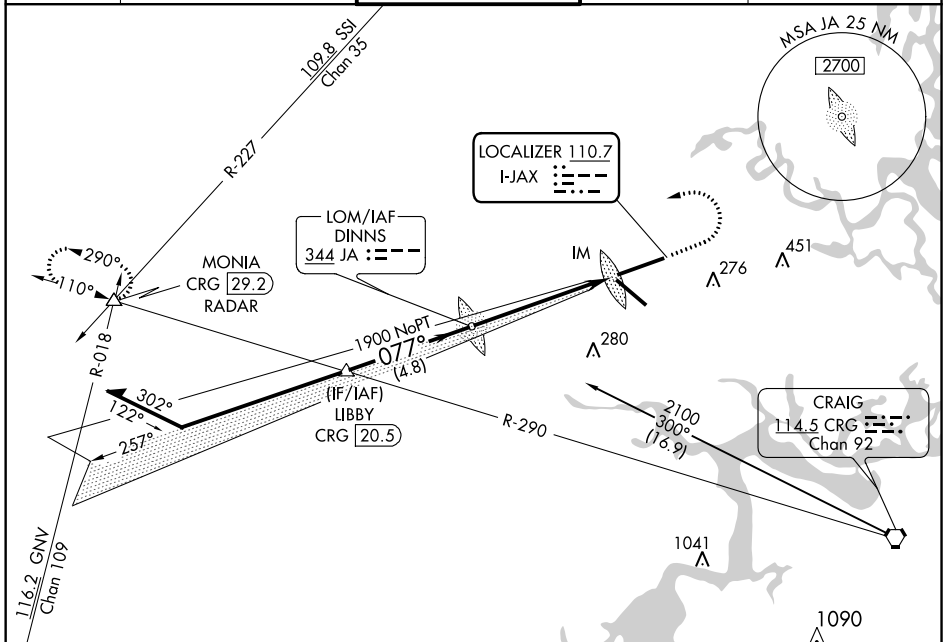 109.8 SSI
Chan 35
MSA JA 25 NM
2700
R-227
LOCALIZER 110.7
I-JAX
LOM/IAF
DINNS
344 JA
290°
110°
MONIA
CRG 29.2
RADAR
IM
276
451
280
1900 NoPT
077°
(4.8)
R-018
302°
122°
257°
(IF/IAF)
LIBBY
CRG 20.5
R-290
2100
300°
(16.9)
CRAIG
114.5 CRG
Chan 92
116.2 GNV
Chan 109
1041
1090